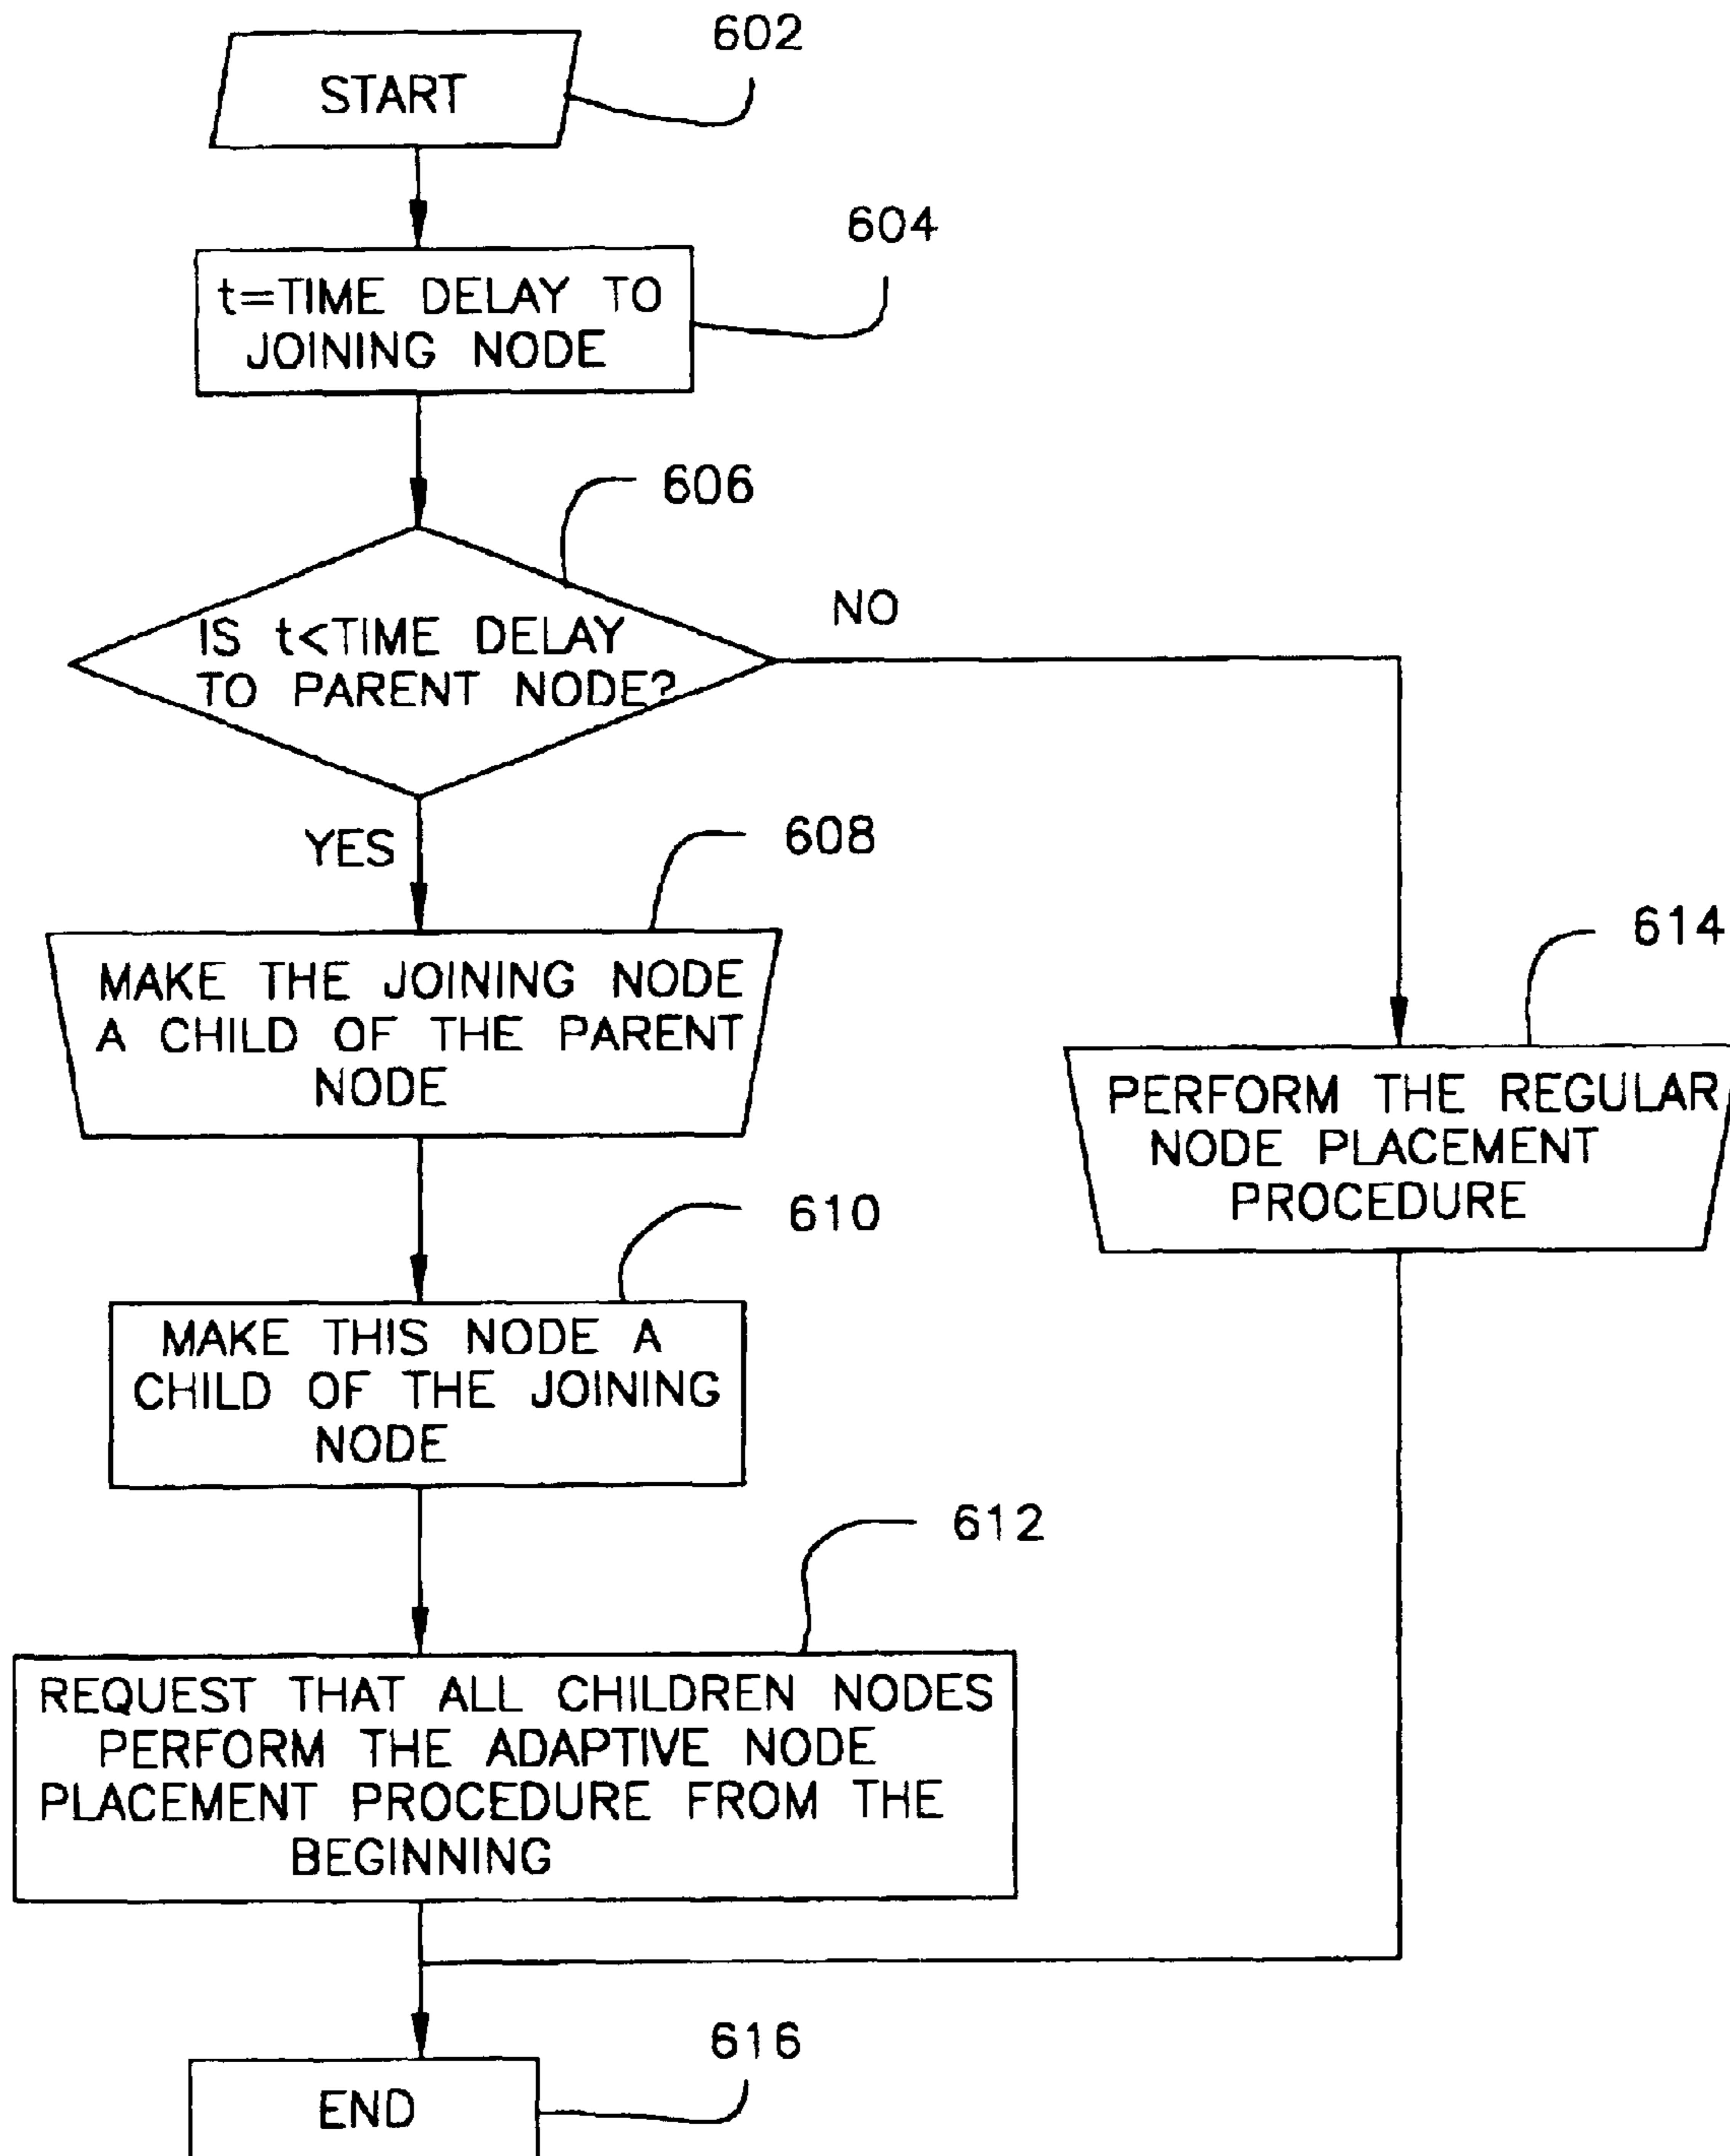 602
START
604
t=TIME DELAY TO
JOINING NODE
606
IS t<TIME DELAY
TO PARENT NODE?
NO
YES
608
MAKE THE JOINING NODE
A CHILD OF THE PARENT
NODE
614
PERFORM THE REGULAR
NODE PLACEMENT
PROCEDURE
610
MAKE THIS NODE A
CHILD OF THE JOINING
NODE
612
REQUEST THAT ALL CHILDREN NODES
PERFORM THE ADAPTIVE NODE
PLACEMENT PROCEDURE FROM THE
BEGINNING
616
END